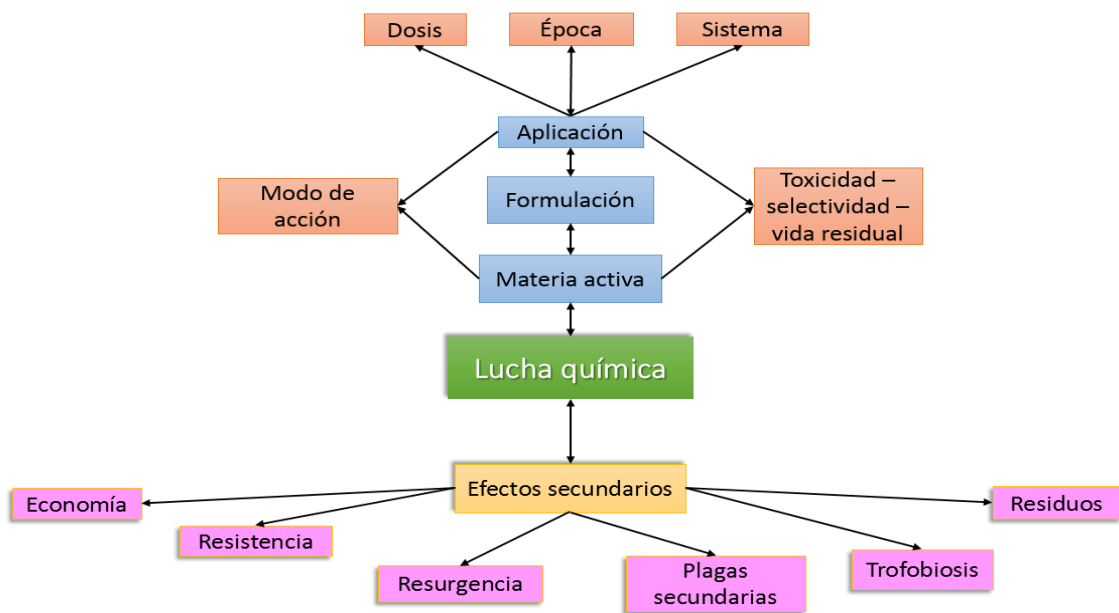 Dosis
Época
Sistema
Aplicación
Modo de
acción
Formulación
Toxicidad –
selectividad –
vida residual
Materia activa
Lucha química
Efectos secundarios
Economía
Residuos
Resistencia
Resurgencia
Plagas
secundarias
Trofobiosis